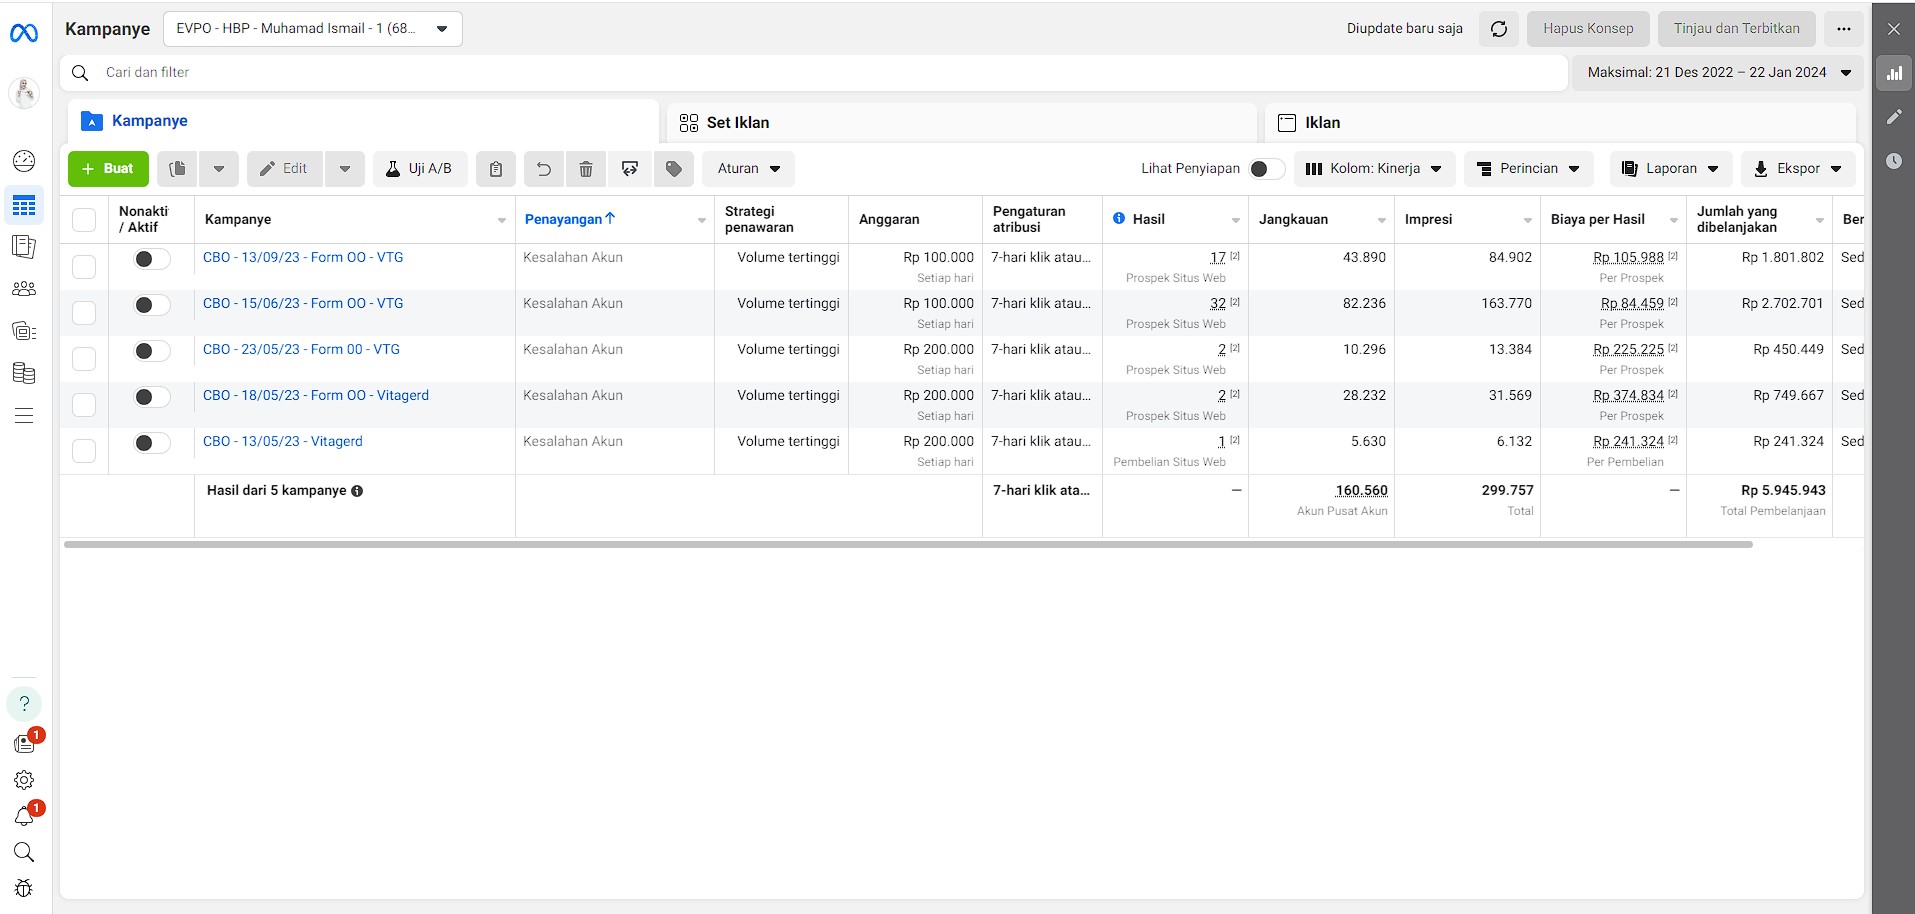 Kampanye
EVPO - HBP - Muhamad Ismail - 1 (68...
Diupdate baru saja
Hapus Konsep
Tinjau dan Terbitkan
Cari dan filter
Maksimal: 21 Des 2022 – 22 Jan 2024
Kampanye
Set Iklan
Iklan
+ Buat
Edit
Uji A/B
Aturan
Lihat Penyiapan
Kolom: Kinerja
Perincian
Laporan
Ekspor
Nonakti
/ Aktif
Kampanye
Penayangan↑
Strategi
penawaran
Anggaran
Pengaturan
atribusi
Hasil
Jangkauan
Impresi
Biaya per Hasil
Jumlah yang
dibelanjakan
Ber
CBO - 13/09/23 - Form OO - VTG Kesalahan Akun Volume tertinggi Rp 100.000 7-hari klik atau... 17 [2] 43.890 84.902 Rp 105.988 [2] Rp 1.801.802 Sed
Setiap hari Prospek Situs Web Per Prospek
CBO - 15/06/23 - Form OO - VTG Kesalahan Akun Volume tertinggi Rp 100.000 7-hari klik atau... 32 [2] 82.236 163.770 Rp 84.459 [2] Rp 2.702.701 Sed
Setiap hari Prospek Situs Web Per Prospek
CBO - 23/05/23 - Form 00 - VTG Kesalahan Akun Volume tertinggi Rp 200.000 7-hari klik atau... 2 [2] 10.296 13.384 Rp 225.225 [2] Rp 450.449 Sed
Setiap hari Prospek Situs Web Per Prospek
CBO - 18/05/23 - Form OO - Vitagerd Kesalahan Akun Volume tertinggi Rp 200.000 7-hari klik atau... 2 [2] 28.232 31.569 Rp 374.834 [2] Rp 749.667 Sed
Setiap hari Prospek Situs Web Per Prospek
CBO - 13/05/23 - Vitagerd Kesalahan Akun Volume tertinggi Rp 200.000 7-hari klik atau... 1 [2] 5.630 6.132 Rp 241.324 [2] Rp 241.324 Sed
Setiap hari Pembelian Situs Web Per Pembelian
Hasil dari 5 kampanye 7-hari klik ata... — 160.560 299.757 — Rp 5.945.943
Akun Pusat Akun Total Total Pembelanjaan
?
1
1